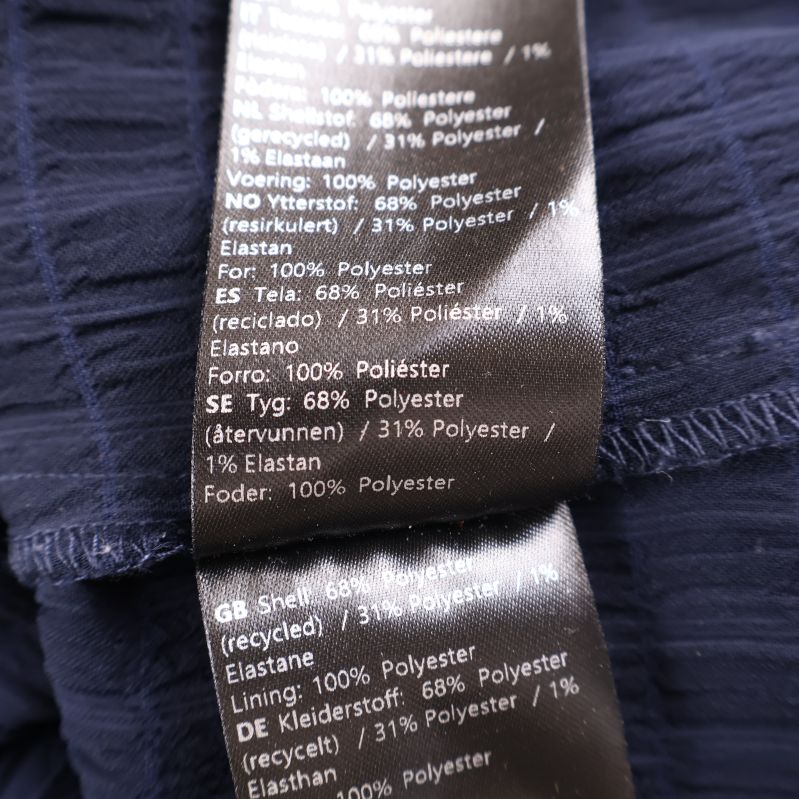 100% Polyester
IT
Poliestere
/ 31% Poliestere / 1%
Elastan
Fodera: 100% Poliestere
NL Shellstof: 68% Polyester
(gerecycled) / 31% Polyester /
1% Elastaan
Voering: 100% Polyester
NO Ytterstof: 68% Polyester
(resirkulert) / 31% Polyester / 1%
Elastan
For: 100% Polyester
ES Tela: 68% Poliéster
(reciclado) / 31% Poliéster / 1%
Elastano
Forro: 100% Poliéster
SE Tyg: 68% Polyester
(återvunnen) / 31% Polyester /
1% Elastan
Foder: 100% Polyester
GB Shell: 68% Polyester
(recycled) / 31% Polyester / 1%
Elastane
Lining: 100% Polyester
DE Kleiderstoff: 68% Polyester
(recycelt) / 31% Polyester / 1%
Elasthan
100% Polyester